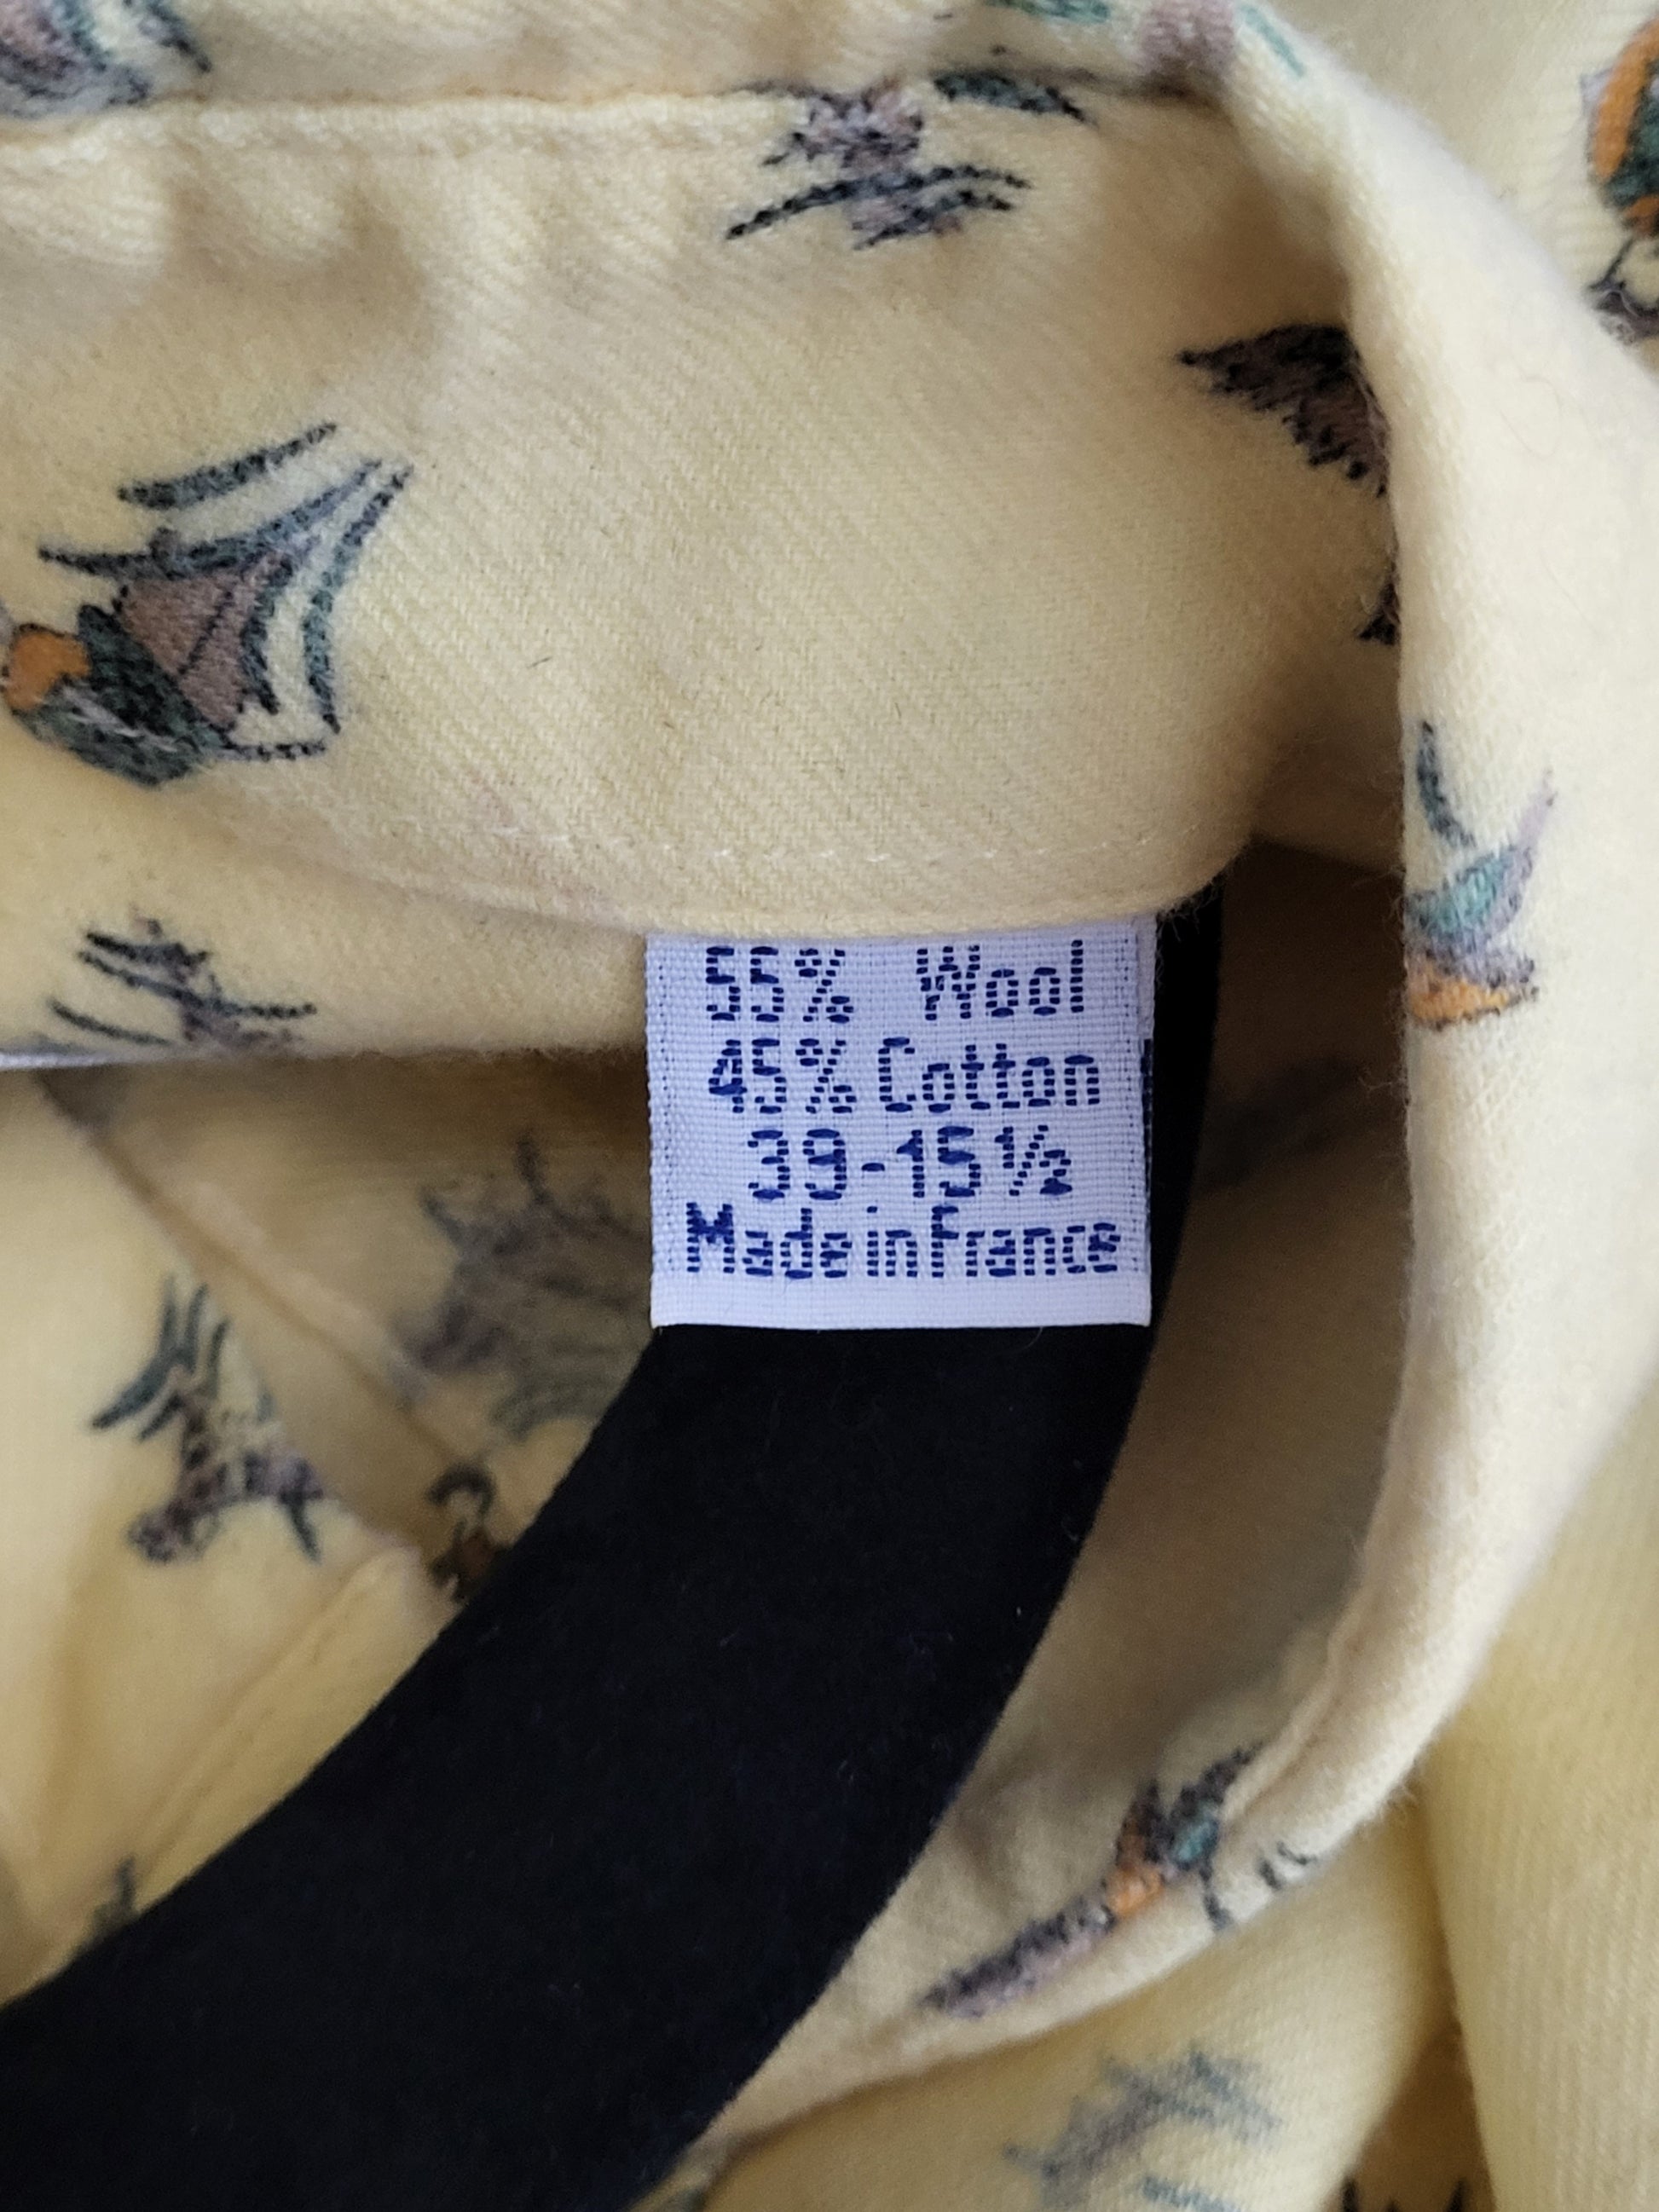 55% Wool
45% Cotton
39-15½
Made in France